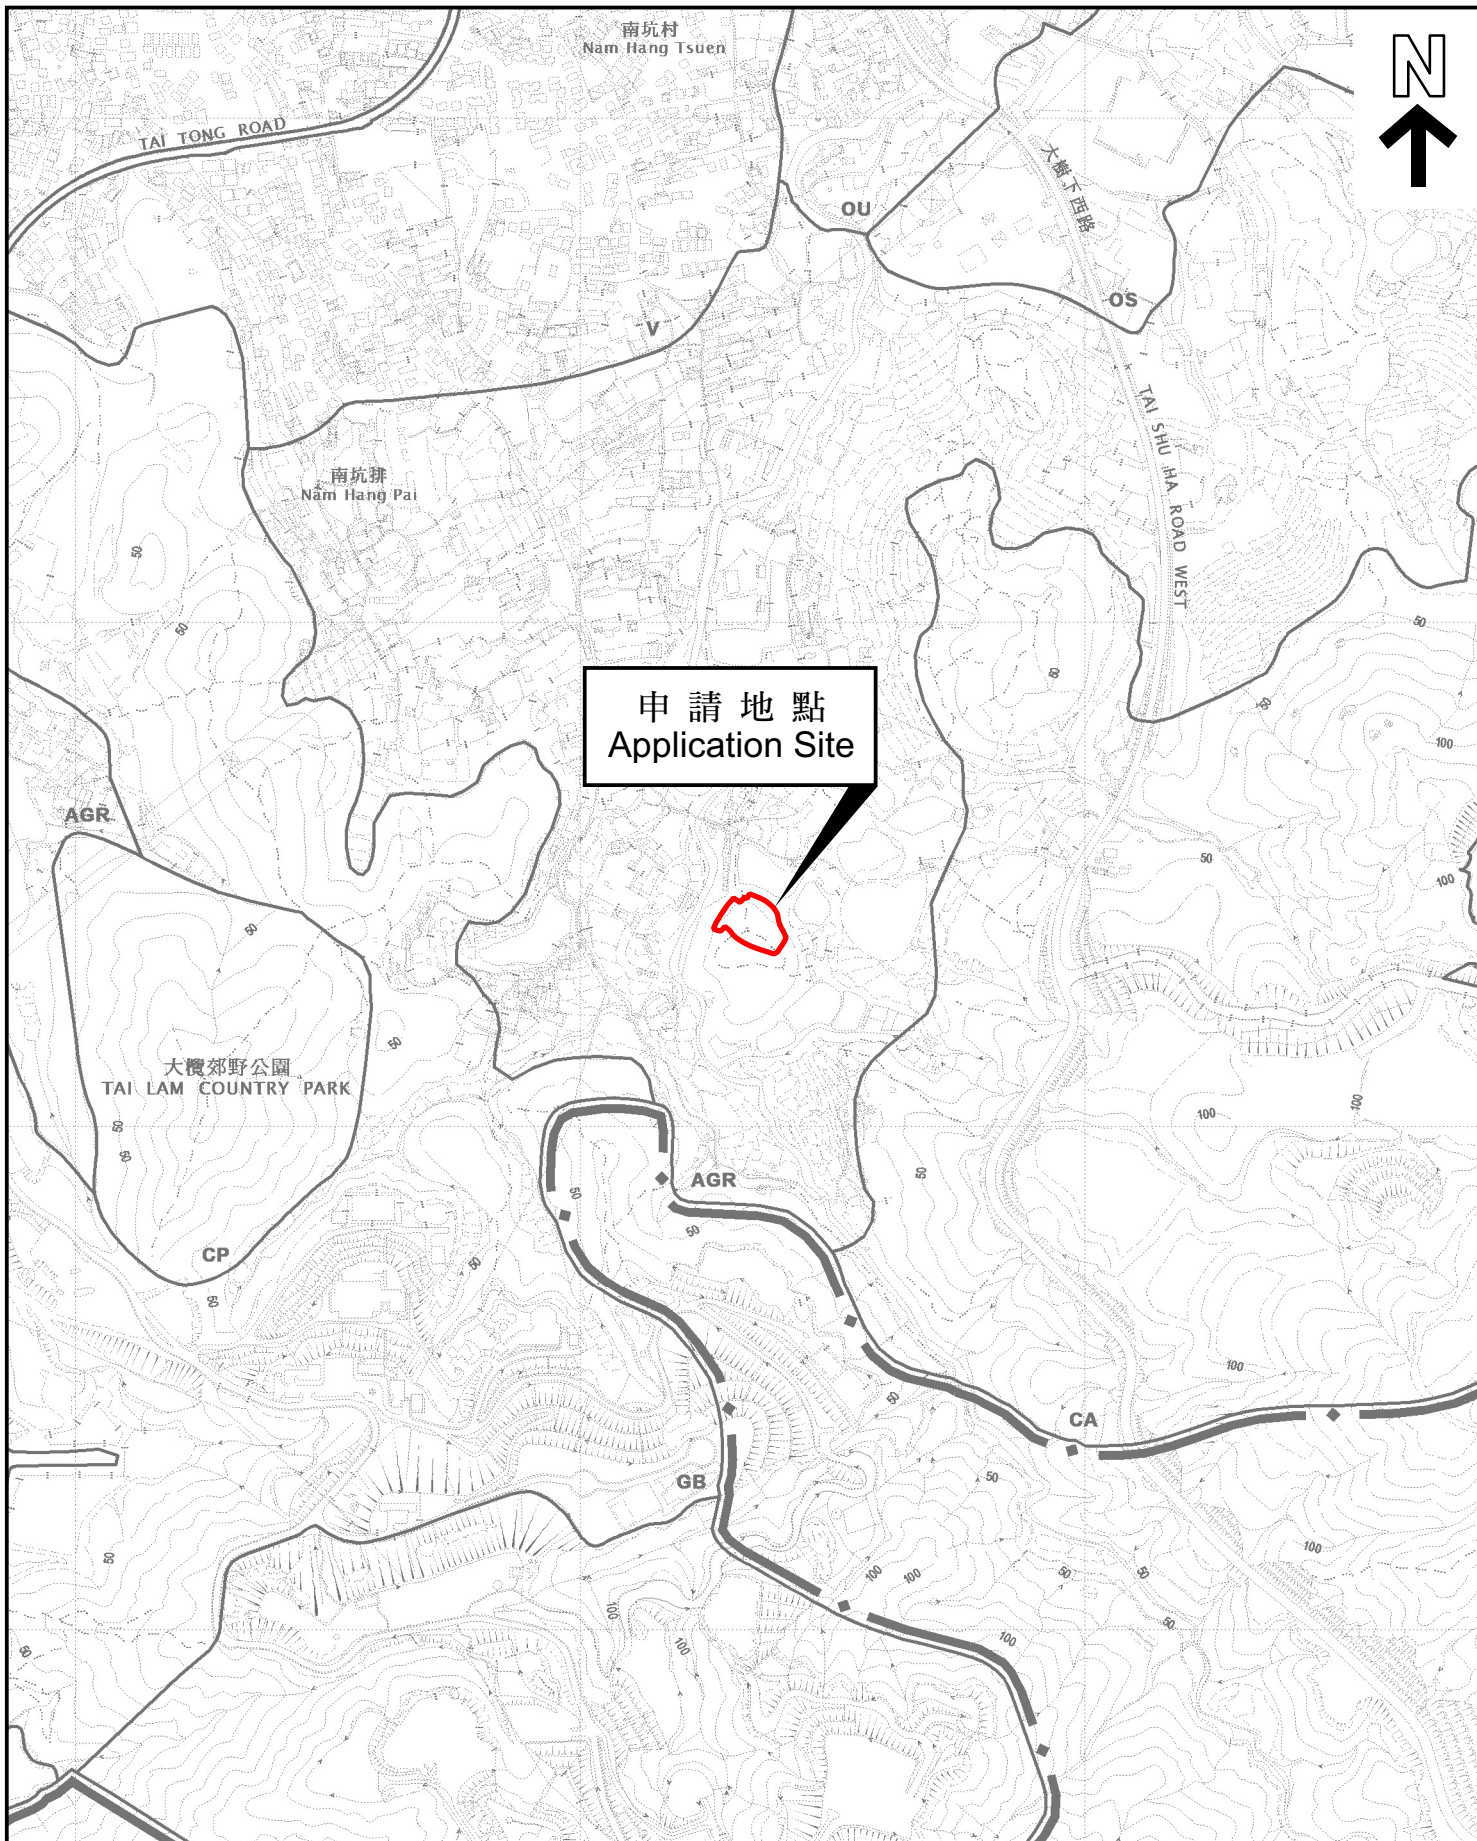 南坑村
Nam Hang Tsuen
N
TAI TONG ROAD
大樹下西路
OU
OS
V
TAI SHU HA ROAD WEST
南坑排
Nam Hang Pai
50
50
50
60
申請地點
Application Site
50
100
AGR
50
100
50
50
大欖郊野公園
TAI LAM COUNTRY PARK
100
100
50
50
50
AGR
50
50
CP
50
50
100
50
CA
GB
50
100
50
100
100
50
50
100
50
100
100
50